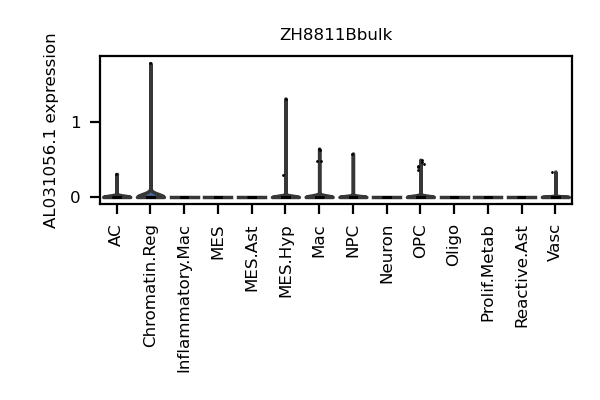 ZH8811Bbulk
AL031056.1 expression
1
0
AC
Chromatin.Reg
Inflammatory.Mac
MES
MES.Ast
MES.Hyp
Mac
NPC
Neuron
OPC
Oligo
Prolif.Metab
Reactive.Ast
Vasc